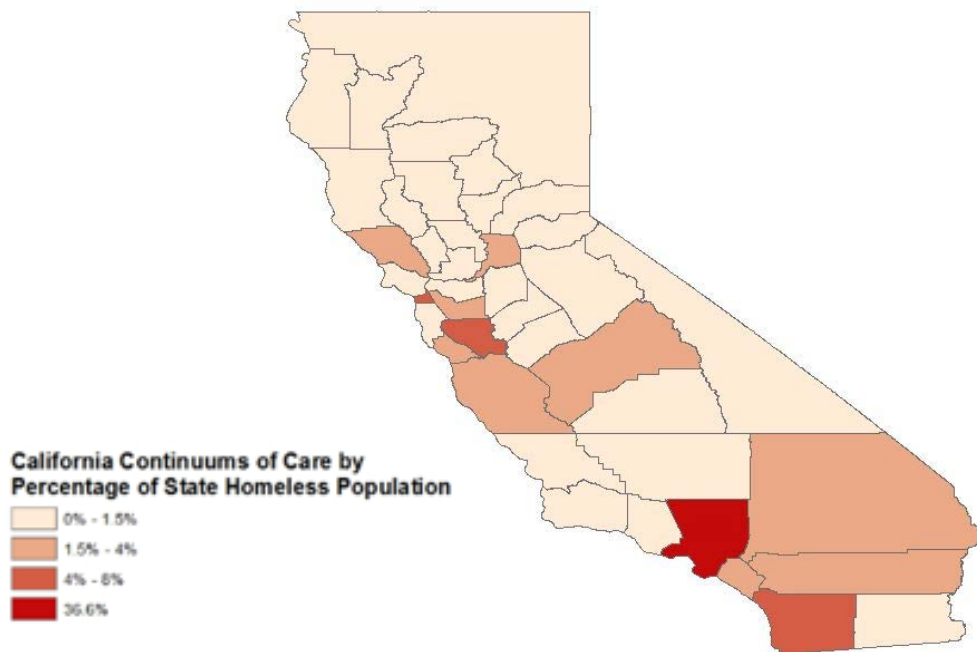 California Continuums of Care by
Percentage of State Homeless Population
0% - 1.5%
1.5% - 4%
4% - 8%
36.6%